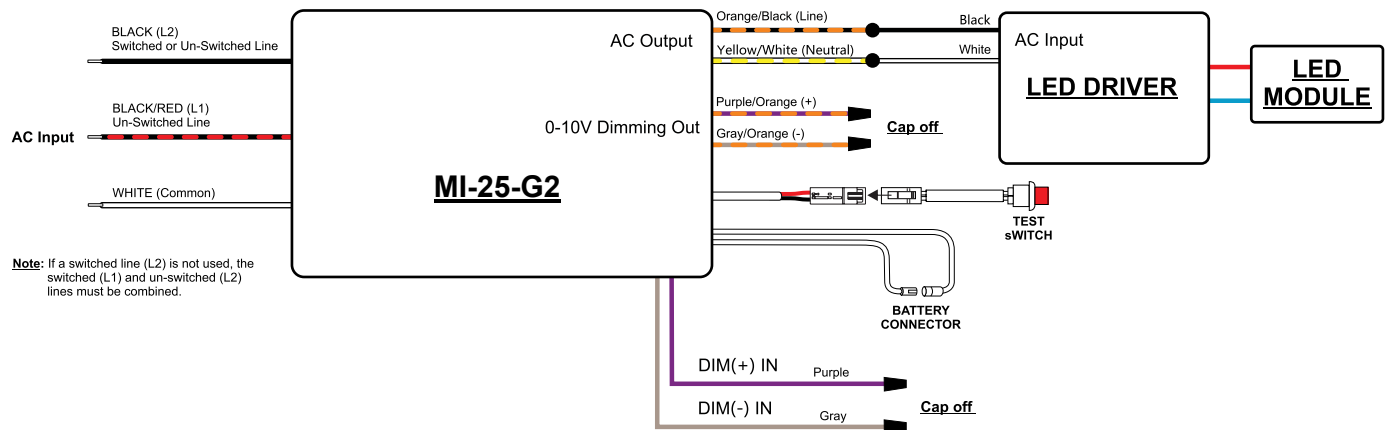 BLACK (L2)
Switched or Un-Switched Line
BLACK/RED (L1)
Un-Switched Line
AC Input
WHITE (Common)
Note: If a switched line (L2) is not used, the
switched (L1) and un-switched (L2)
lines must be combined.
MI-25-G2
AC Output
0-10V Dimming Out
Orange/Black (Line)
Yellow/White (Neutral)
Purple/Orange (+)
Gray/Orange (-)
Cap off
Black
White
AC Input
LED DRIVER
LED
MODULE
TEST
sWITCH
BATTERY
CONNECTOR
DIM(+) IN
Purple
DIM(-) IN
Gray
Cap off